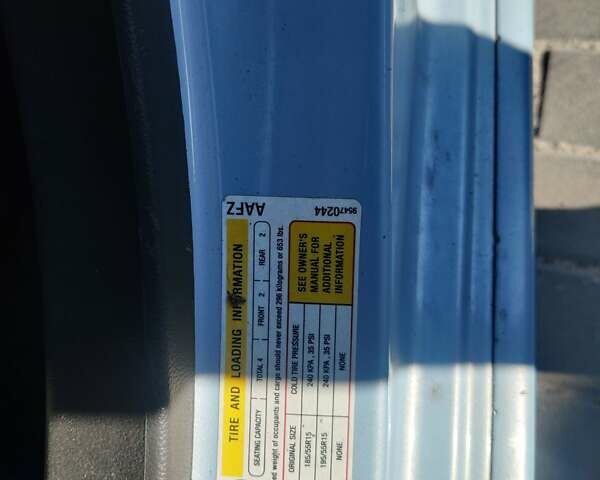 TIRE AND LOADING INFORMATION
SEATING CAPACITY TOTAL 4 FRONT 2 REAR 2
ed weight of occupants and cargo should never exceed 296 kilograms or 653 lbs.
ORIGINAL SIZE COLD TIRE PRESSURE
185/55R15 240 KPA , 35 PSI
195/55R15 240 KPA , 35 PSI
NONE NONE
SEE OWNER'S
MANUAL FOR
ADDITIONAL
INFORMATION
AAFZ
95470244